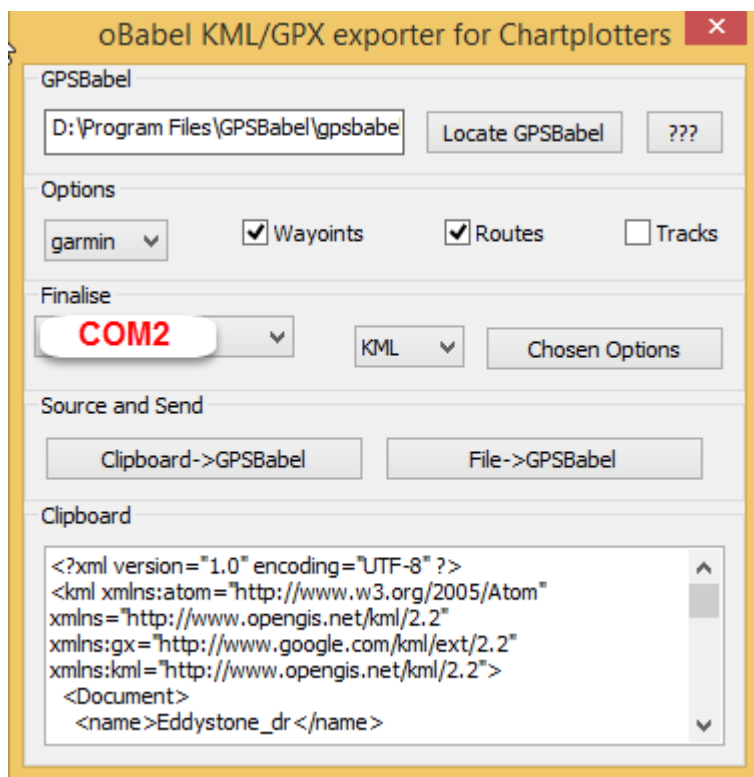 oBabel KML/GPX exporter for Chartplotters
GPSBabel
D:\Program Files\GPSBabel\gpsbabe
Locate GPSBabel
???
Options
garmin
Wayoints
Routes
Tracks
Finalise
COM2
KML
Chosen Options
Source and Send
Clipboard->GPSBabel
File->GPSBabel
Clipboard
<?xml version="1.0" encoding="UTF-8" ?>
<kml xmlns:atom="http://www.w3.org/2005/Atom"
xmlns="http://www.opengis.net/kml/2.2"
xmlns:gx="http://www.google.com/kml/ext/2.2"
xmlns:kml="http://www.opengis.net/kml/2.2">
<Document>
<name>Eddystone_dr</name>